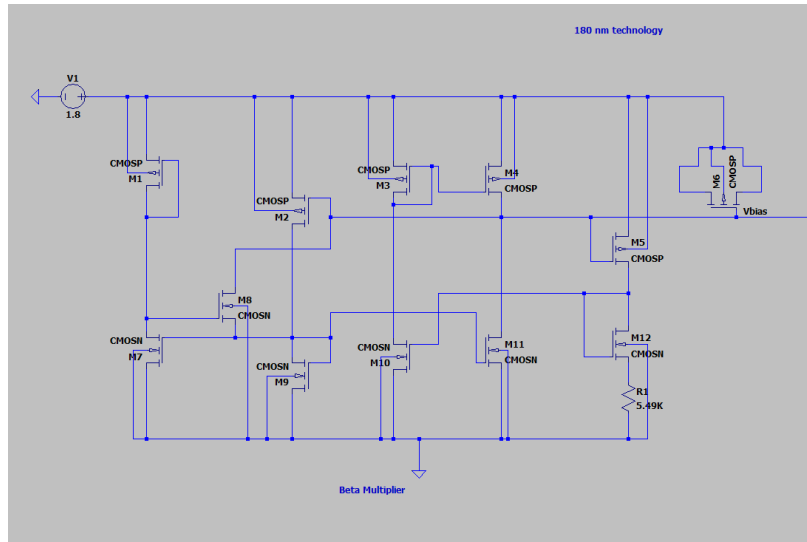 180 nm technology
V1
1.8
CMOSP
M1
CMOSP
M2
CMOSP
M3
M4
CMOSP
M6
CMOSP
Vbias
M5
CMOSP
M8
CMOSN
CMOSN
M7
CMOSN
M9
CMOSN
M10
M11
CMOSN
M12
CMOSN
R1
5.49K
Beta Multiplier